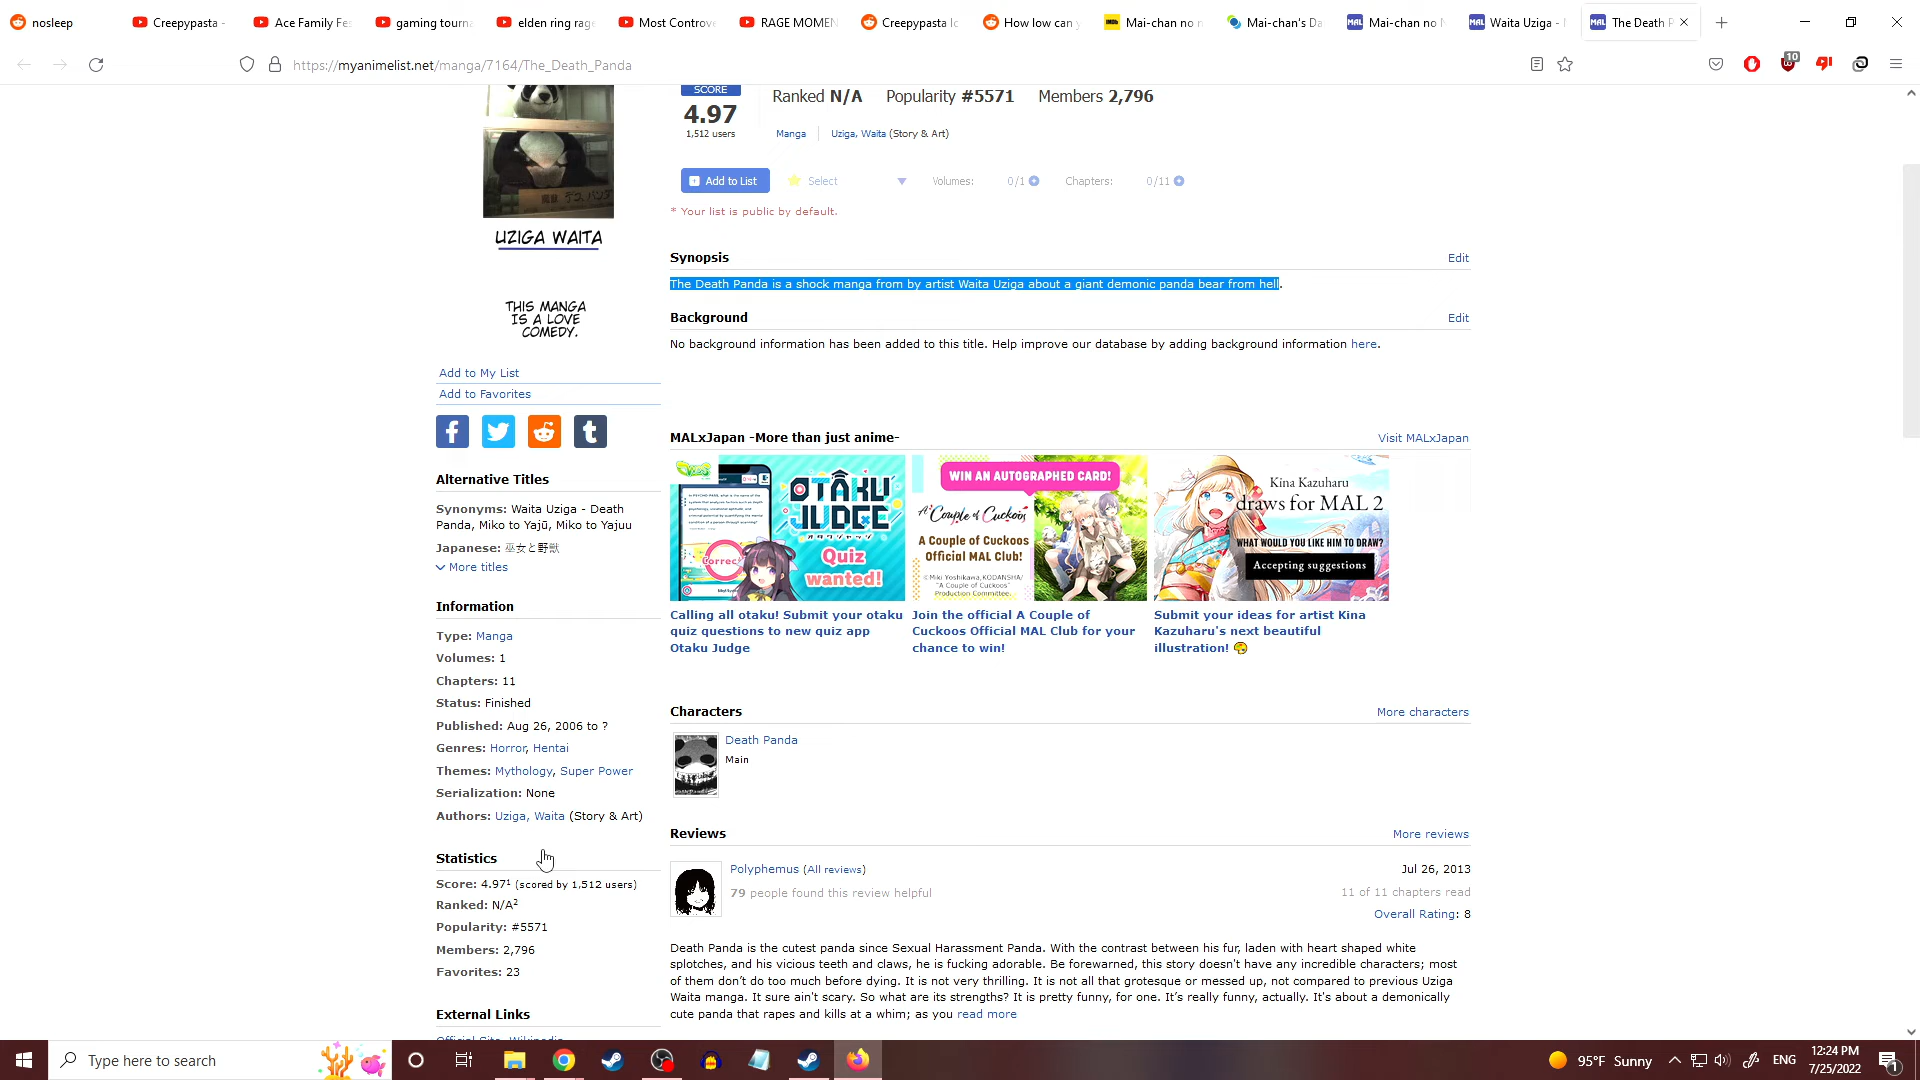 nosleep
Creepypasta -
Ace Family Fes
gaming tourna
elden ring rage
Most Controve
RAGE MOMEN
Creepypasta Ic
How low can y
Mai-chan no n
Mai-chan's Da
Mai-chan no N
Waita Uziga -
The Death P
https://myanimelist.net/manga/7164/The_Death_Panda
10
SCORE
4.97
1,512 users
Ranked N/A Popularity #5571 Members 2,796
Manga Uziga, Waita (Story & Art)
Add to List Select Volumes: 0/1 Chapters: 0/11
* Your list is public by default.
UZIGA WAITA
THIS MANGA
IS A LOVE
COMEDY.
Synopsis Edit
The Death Panda is a shock manga from by artist Waita Uziga about a giant demonic panda bear from hell.
Background Edit
No background information has been added to this title. Help improve our database by adding background information here.
Add to My List
Add to Favorites
MALxJapan -More than just anime- Visit MALxJapan
OTAKU
JUDGE
Correc
Quiz
wanted!
WIN AN AUTOGRAPHED CARD!
A Couple of Cuckoos
A Couple of Cuckoos
Official MAL Club!
©Miki Yoshikawa,KODANSHA/
"A Couple of Cuckoos"
Production Committee.
Kina Kazuharu
draws for MAL 2
WHAT WOULD YOU LIKE HIM TO DRAW?
Accepting suggestions
Calling all otaku! Submit your otaku
quiz questions to new quiz app
Otaku Judge
Join the official A Couple of
Cuckoos Official MAL Club for your
chance to win!
Submit your ideas for artist Kina
Kazuharu's next beautiful
illustration! 🎨
Alternative Titles
Synonyms: Waita Uziga - Death
Panda, Miko to Yajū, Miko to Yajuu
Japanese: 巫女と野獣
More titles
Information
Type: Manga
Volumes: 1
Chapters: 11
Status: Finished
Published: Aug 26, 2006 to ?
Genres: Horror, Hentai
Themes: Mythology, Super Power
Serialization: None
Authors: Uziga, Waita (Story & Art)
Statistics
Score: 4.97¹ (scored by 1,512 users)
Ranked: N/A²
Popularity: #5571
Members: 2,796
Favorites: 23
External Links
Official Site, Wikipedia
Characters More characters
Death Panda
Main
Reviews More reviews
Polyphemus (All reviews) Jul 26, 2013
79 people found this review helpful 11 of 11 chapters read
Overall Rating: 8
Death Panda is the cutest panda since Sexual Harassment Panda. With the contrast between his fur, laden with heart shaped white
splotches, and his vicious teeth and claws, he is fucking adorable. Be forewarned, this story doesn't have any incredible characters; most
of them don’t do too much before dying. It is not very thrilling. It is not all that grotesque or messed up, not compared to previous Uziga
Waita manga. It sure ain't scary. So what are its strengths? It is pretty funny, for one. It’s really funny, actually. It's about a demonically
cute panda that rapes and kills at a whim; as you read more
Type here to search
95°F Sunny
ENG
12:24 PM
7/25/2022
1